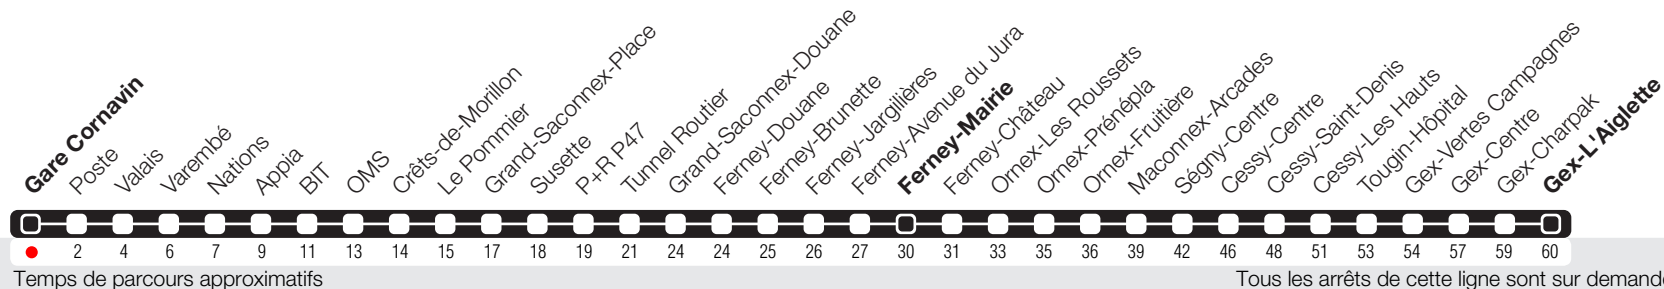 Gare Cornavin
Poste
Valais
Varembé
Nations
Appia
BIT
OMS
Crêts-de-Morillon
Le Pommier
Grand-Saconnex-Place
Susette
P+R P47
Tunnel Routier
Grand-Saconnex-Douane
Ferney-Douane
Ferney-Brunette
Ferney-Jargilières
Ferney-Avenue du Jura
Ferney-Mairie
Ferney-Château
Ornex-Les Roussets
Ornex-Prénépla
Ornex-Fruitière
Maconnex-Arcades
Ségny-Centre
Cessy-Centre
Cessy-Saint-Denis
Cessy-Les Hauts
Tougin-Hôpital
Gex-Vertes Campagnes
Gex-Centre
Gex-Charpak
Gex-L'Aiglette
2 4 6 7 9 11 13 14 15 17 18 19 21 24 24 25 26 27 30 31 33 35 36 39 42 46 48 51 53 54 57 59 60
Temps de parcours approximatifs
Tous les arrêts de cette ligne sont sur demande